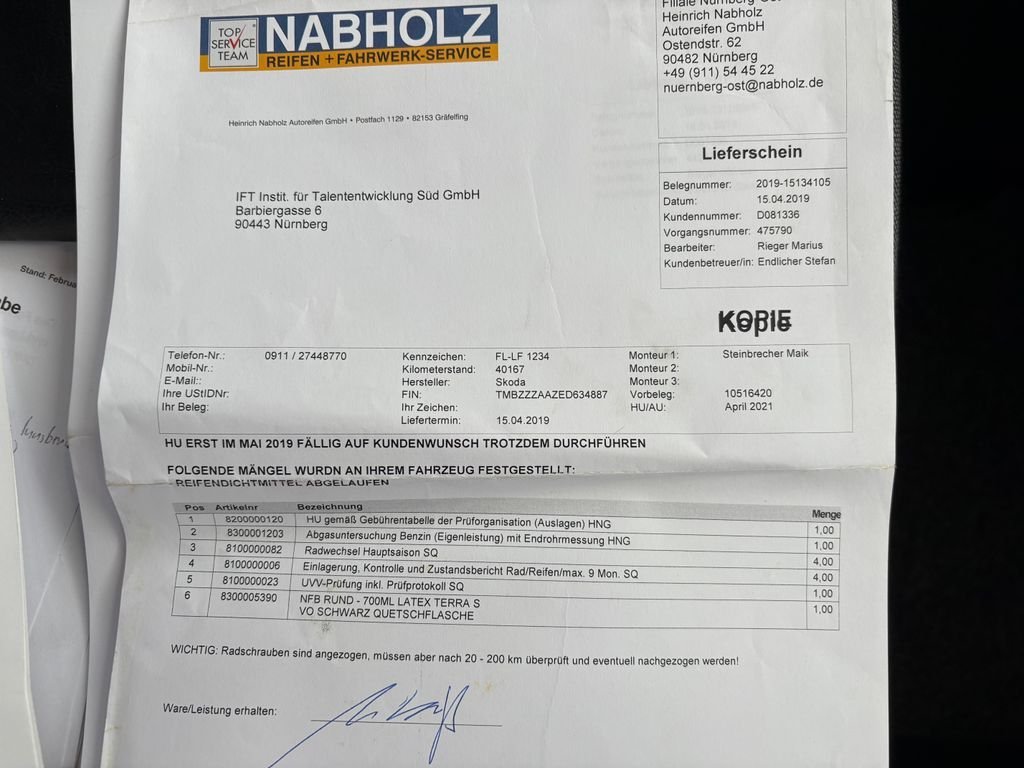 TOP SERVICE TEAM
NABHOLZ
REIFEN + FAHRWERK-SERVICE
Filiale Nürnberg Ost
Heinrich Nabholz
Autoreifen GmbH
Ostendstr. 62
90482 Nürnberg
+49 (911) 54 45 22
nuernberg-ost@nabholz.de
Heinrich Nabholz Autoreifen GmbH • Postfach 1129 • 82153 Gräfelfing
IFT Instit. für Talententwicklung Süd GmbH
Barbiergasse 6
90443 Nürnberg
Lieferschein
Belegnummer: 2019-15134105
Datum: 15.04.2019
Kundennummer: D081336
Vorgangsnummer: 475790
Bearbeiter: Rieger Marius
Kundenbetreuer/in: Endlicher Stefan
KOPIE
Kopie
Telefon-Nr.: 0911 / 27448770 Kennzeichen: FL-LF 1234 Monteur 1: Steinbrecher Maik
Mobil-Nr.: Kilometerstand: 40167 Monteur 2:
E-Mail:: Hersteller: Skoda Monteur 3:
Ihre UStIDNr: FIN: TMBZZZAAZED634887 Vorbeleg: 10516420
Ihr Beleg: Ihr Zeichen: HU/AU: April 2021
Liefertermin: 15.04.2019
HU ERST IM MAI 2019 FÄLLIG AUF KUNDENWUNSCH TROTZDEM DURCHFÜHREN
FOLGENDE MÄNGEL WURDN AN IHREM FAHRZEUG FESTGESTELLT:
- REIFENDICHTMITTEL ABGELAUFEN
Pos Artikelnr Bezeichnung Menge
1 8200000120 HU gemäß Gebührentabelle der Prüforganisation (Auslagen) HNG 1,00
2 8300001203 Abgasuntersuchung Benzin (Eigenleistung) mit Endrohrmessung HNG 1,00
3 8100000082 Radwechsel Hauptsaison SQ 4,00
4 8100000006 Einlagerung, Kontrolle und Zustandsbericht Rad/Reifen/max. 9 Mon. SQ 4,00
5 8100000023 UVV-Prüfung inkl. Prüfprotokoll SQ 1,00
6 8300005390 NFB RUND - 700ML LATEX TERRA S 1,00
VO SCHWARZ QUETSCHFLASCHE
WICHTIG: Radschrauben sind angezogen, müssen aber nach 20 - 200 km überprüft und eventuell nachgezogen werden!
Ware/Leistung erhalten:
Stand: Februa
be